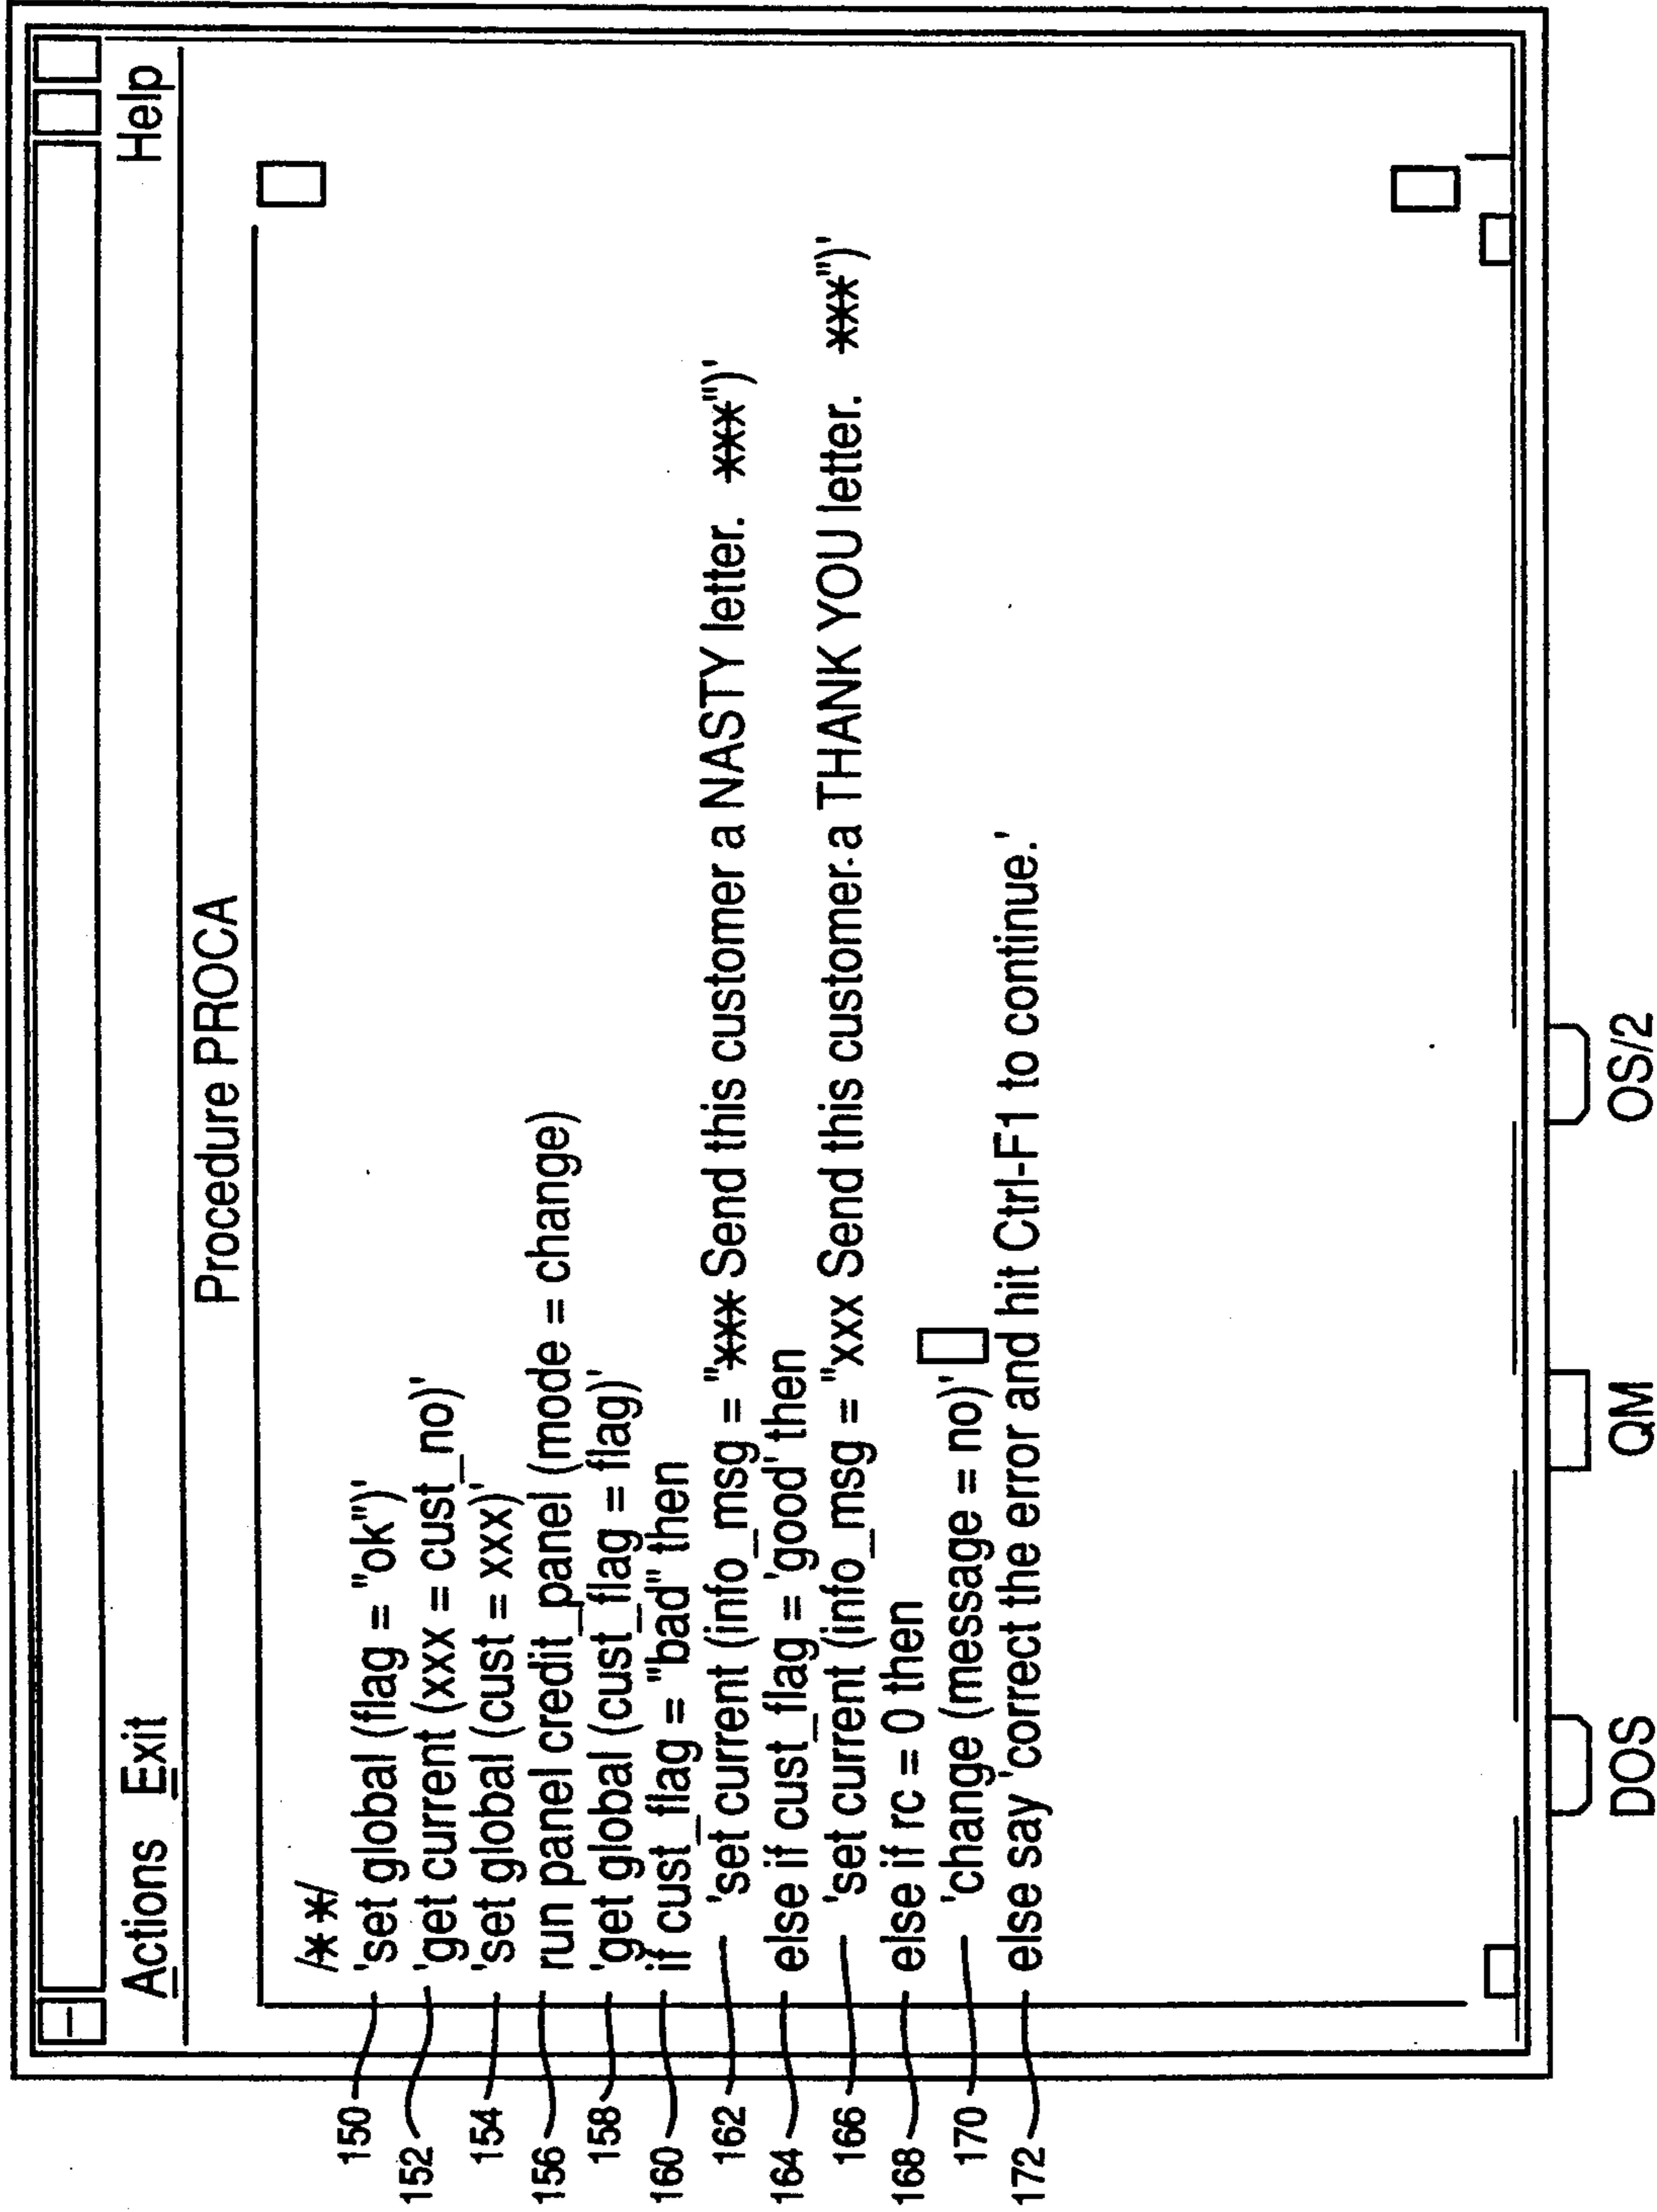 Actions Exit Help
Procedure PROCA
/**/
150 'set global (flag = "ok")'
152 'get current (xxx = cust_no)'
154 'set global (cust = xxx)'
156 run panel credit_panel (mode = change)
158 'get global (cust_flag = flag)'
160 if cust_flag = "bad" then
162 'set current (info_msg = "*** Send this customer a NASTY letter. ***")'
164 else if cust_flag = 'good' then
166 'set current (info_msg = "xxx Send this customer a THANK YOU letter. ***")'
168 else if rc = 0 then
170 'change (message = no)'
172 else say 'correct the error and hit Ctrl-F1 to continue.'
DOS QM OS/2